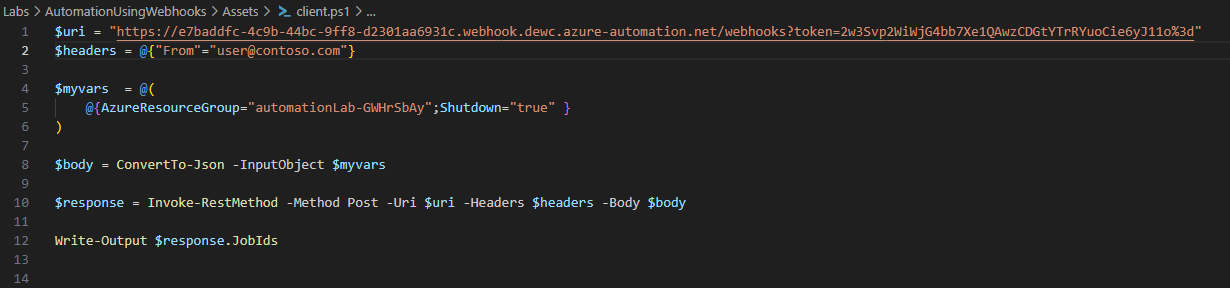 Labs > AutomationUsingWebhooks > Assets > client.ps1 > ...
1 $uri = "https://e7baddfc-4c9b-44bc-9ff8-d2301aa6931c.webhook.dewc.azure-automation.net/webhooks?token=2w3Svp2WiWjG4bb7Xe1QAwzCDGtYTrRYuoCie6yJ11o%3d"
2 $headers = @{"From"="user@contoso.com"}
3
4 $myvars  = @(
5     @{AzureResourceGroup="automationLab-GWHrSbAy";Shutdown="true" }
6 )
7
8 $body = ConvertTo-Json -InputObject $myvars
9
10 $response = Invoke-RestMethod -Method Post -Uri $uri -Headers $headers -Body $body
11
12 Write-Output $response.JobIds
13
14